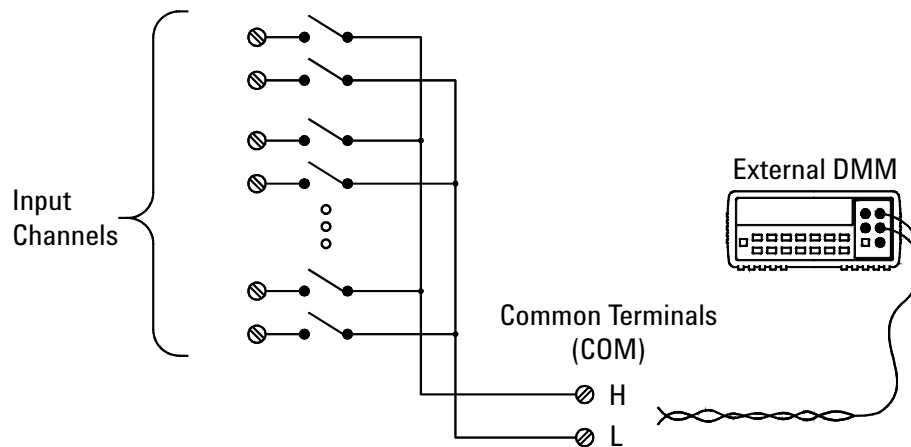 Input
Channels
External DMM
Common Terminals
(COM)
H
L